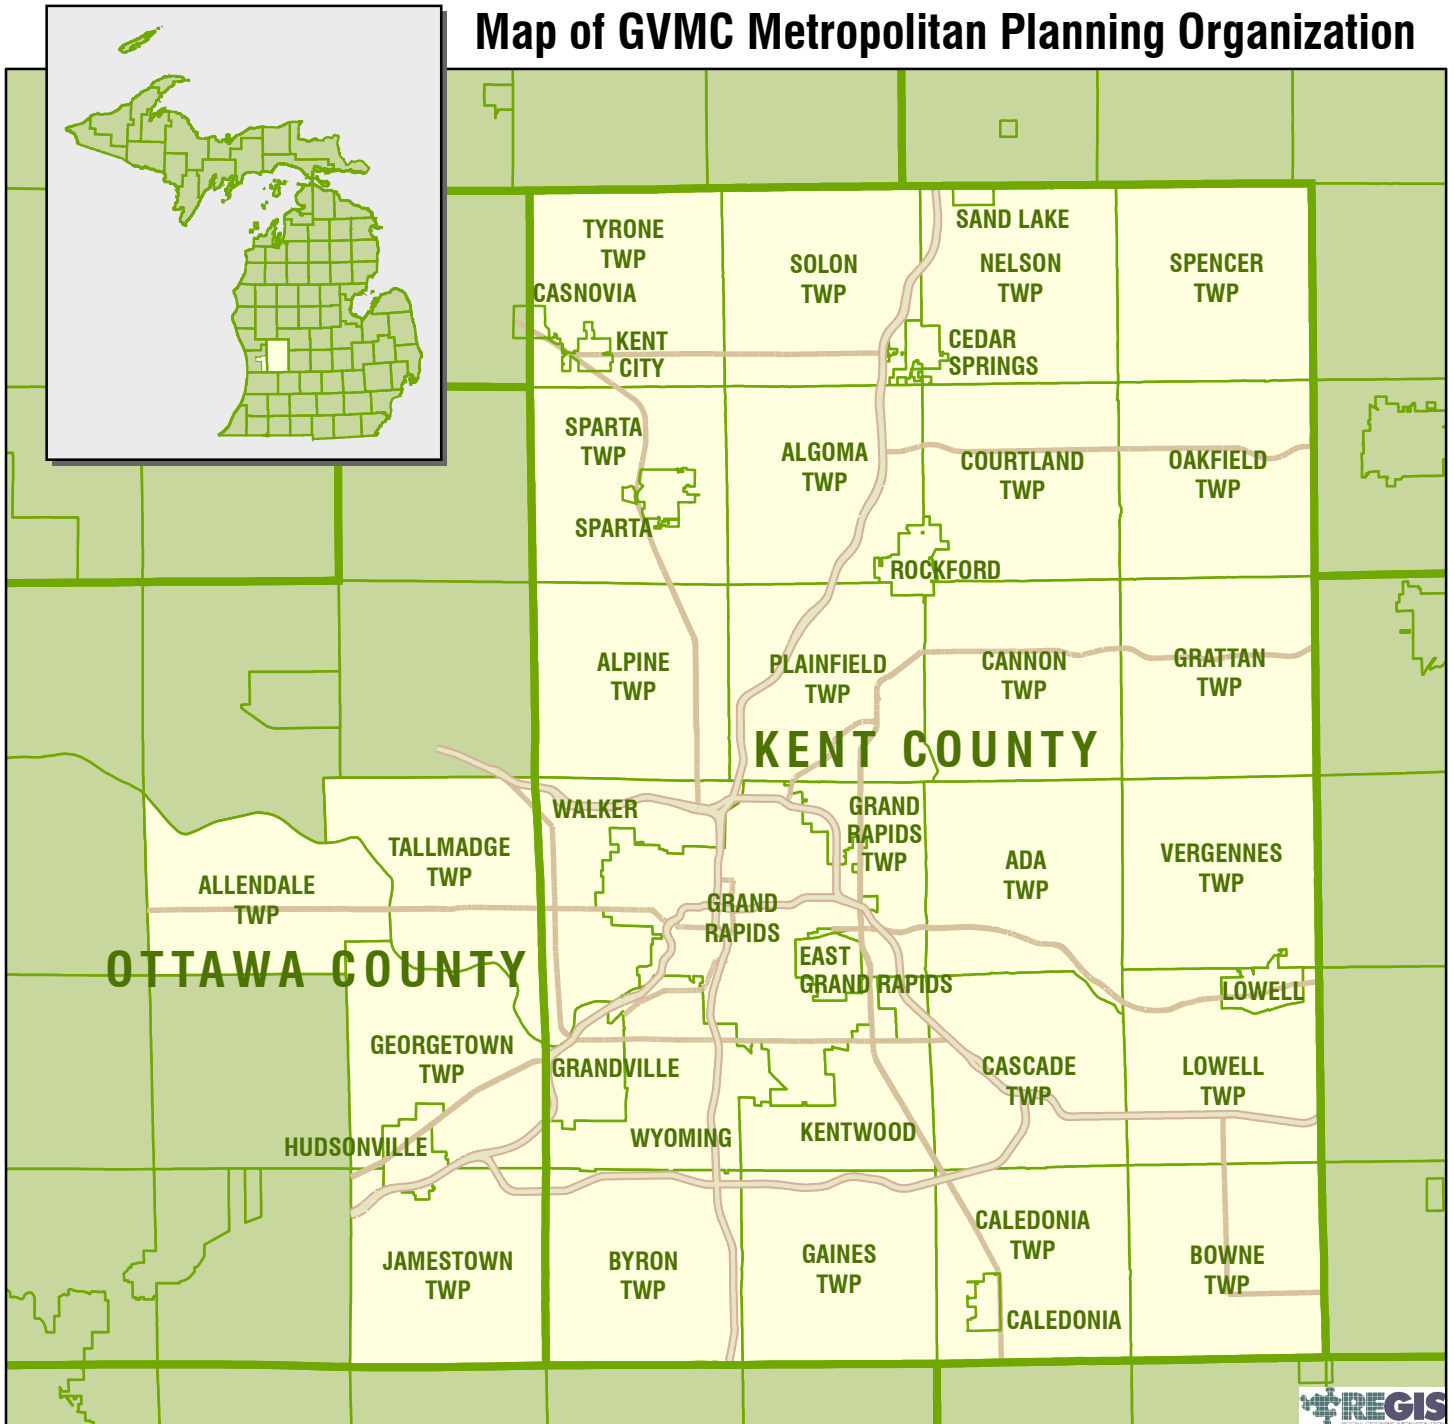 Map of GVMC Metropolitan Planning Organization
TYRONE
TWP
SOLON
TWP
SAND LAKE
NELSON
TWP
SPENCER
TWP
CASNOVIA
KENT
CITY
CEDAR
SPRINGS
SPARTA
TWP
SPARTA
ALGOMA
TWP
COURTLAND
TWP
OAKFIELD
TWP
ROCKFORD
ALPINE
TWP
PLAINFIELD
TWP
CANNON
TWP
GRATTAN
TWP
KENT COUNTY
WALKER
GRAND
RAPIDS
TWP
TALLMADGE
TWP
ALLENDALE
TWP
ADA
TWP
VERGENNES
TWP
GRAND
RAPIDS
OTTAWA COUNTY
EAST
GRAND RAPIDS
LOWELL
GEORGETOWN
TWP
GRANDVILLE
CASCADE
TWP
LOWELL
TWP
HUDSONVILLE
WYOMING
KENTWOOD
JAMESTOWN
TWP
BYRON
TWP
GAINES
TWP
CALEDONIA
TWP
BOWNE
TWP
CALEDONIA
REGIS